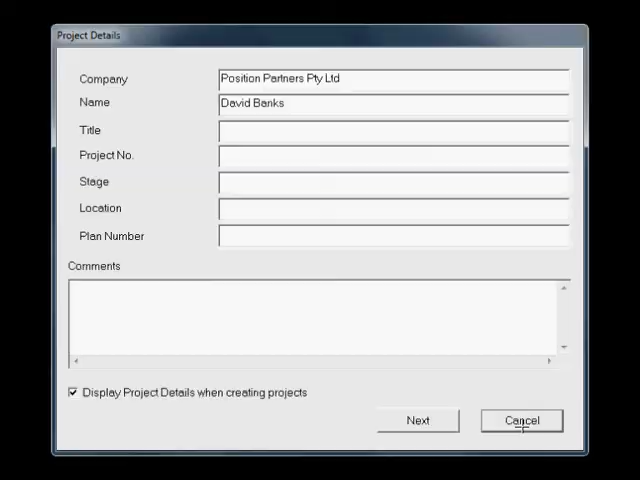 Project Details
Company Position Partners Pty Ltd
Name David Banks
Title
Project No.
Stage
Location
Plan Number
Comments
Display Project Details when creating projects
Next Cancel